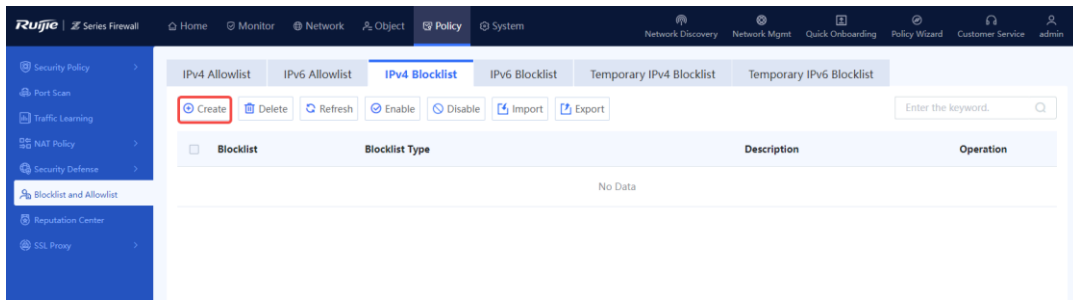 Ruijie | Z Series Firewall
Home Monitor Network Object Policy System
Network Discovery Network Mgmt Quick Onboarding Policy Wizard Customer Service admin
Security Policy
Port Scan
Traffic Learning
NAT Policy
Security Defense
Blocklist and Allowlist
Reputation Center
SSL Proxy
IPv4 Allowlist IPv6 Allowlist IPv4 Blocklist IPv6 Blocklist Temporary IPv4 Blocklist Temporary IPv6 Blocklist
Create Delete Refresh Enable Disable Import Export Enter the keyword.
Blocklist Blocklist Type Description Operation
No Data